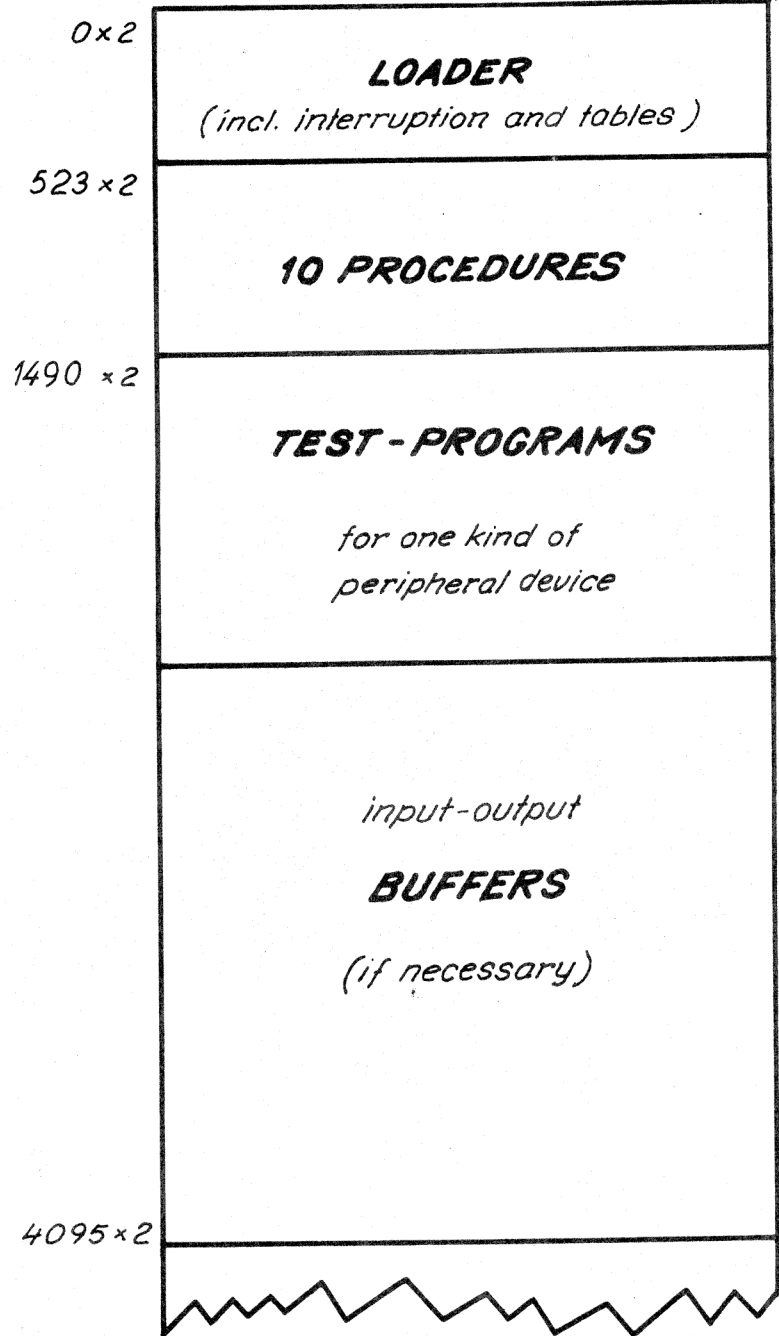 0×2
LOADER
(incl. interruption and tables)
523×2
10 PROCEDURES
1490 ×2
TEST-PROGRAMS
for one kind of
peripheral device
input-output
BUFFERS
(if necessary)
4095×2